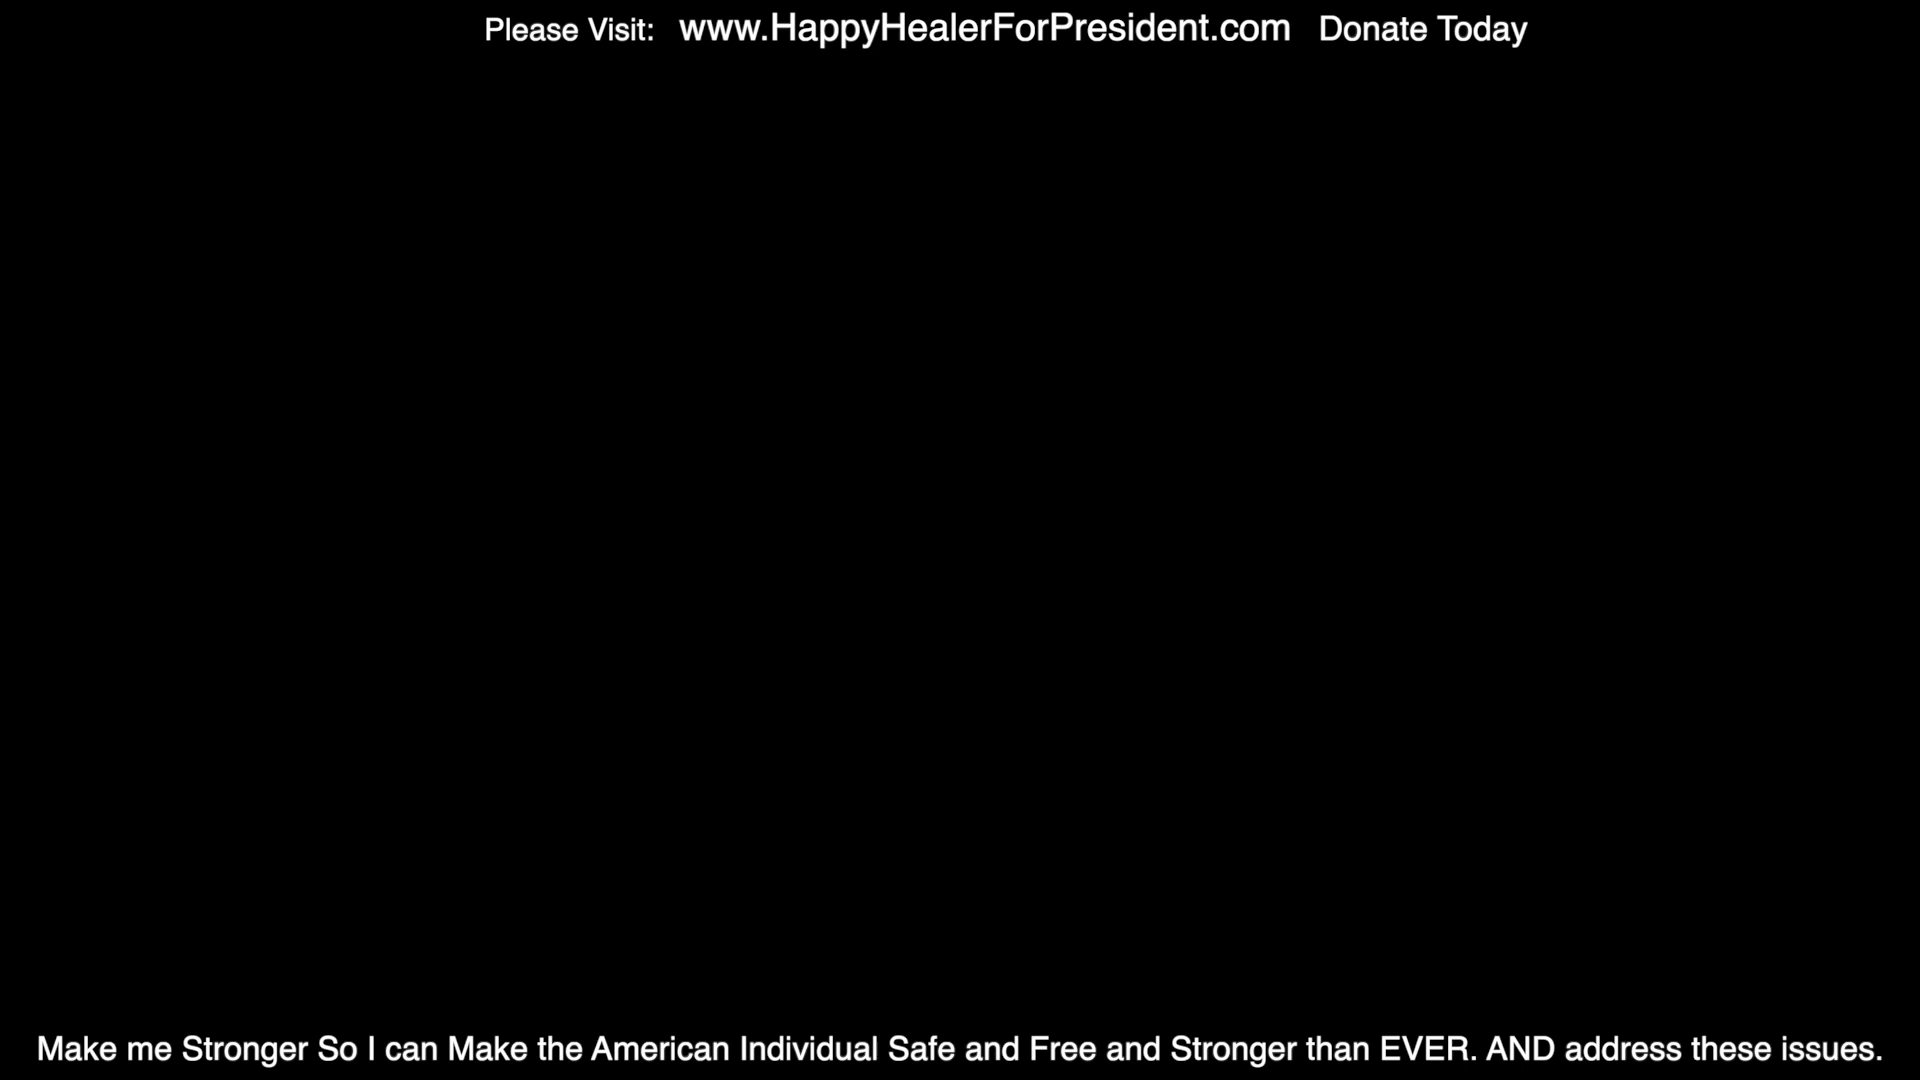 Please Visit: www.HappyHealerForPresident.com Donate Today
Make me Stronger So I can Make the American Individual Safe and Free and Stronger than EVER. AND address these issues.